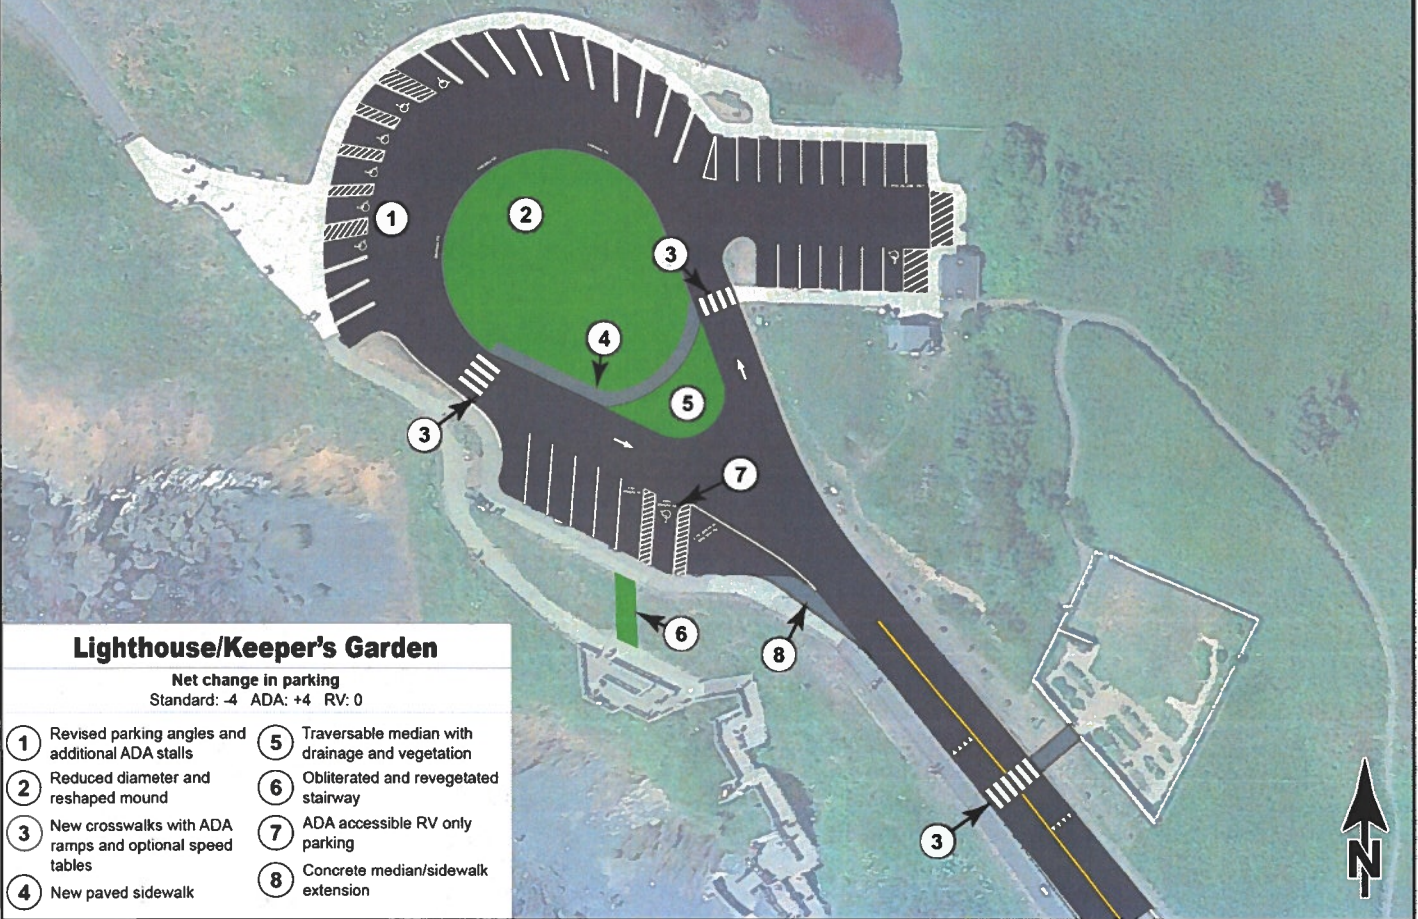 1
2
3
4
5
3
7
6
8
3
N
Lighthouse/Keeper's Garden
Net change in parking
Standard: -4 ADA: +4 RV: 0
1 Revised parking angles and
additional ADA stalls
2 Reduced diameter and
reshaped mound
3 New crosswalks with ADA
ramps and optional speed
tables
4 New paved sidewalk
5 Traversable median with
drainage and vegetation
6 Obliterated and revegetated
stairway
7 ADA accessible RV only
parking
8 Concrete median/sidewalk
extension